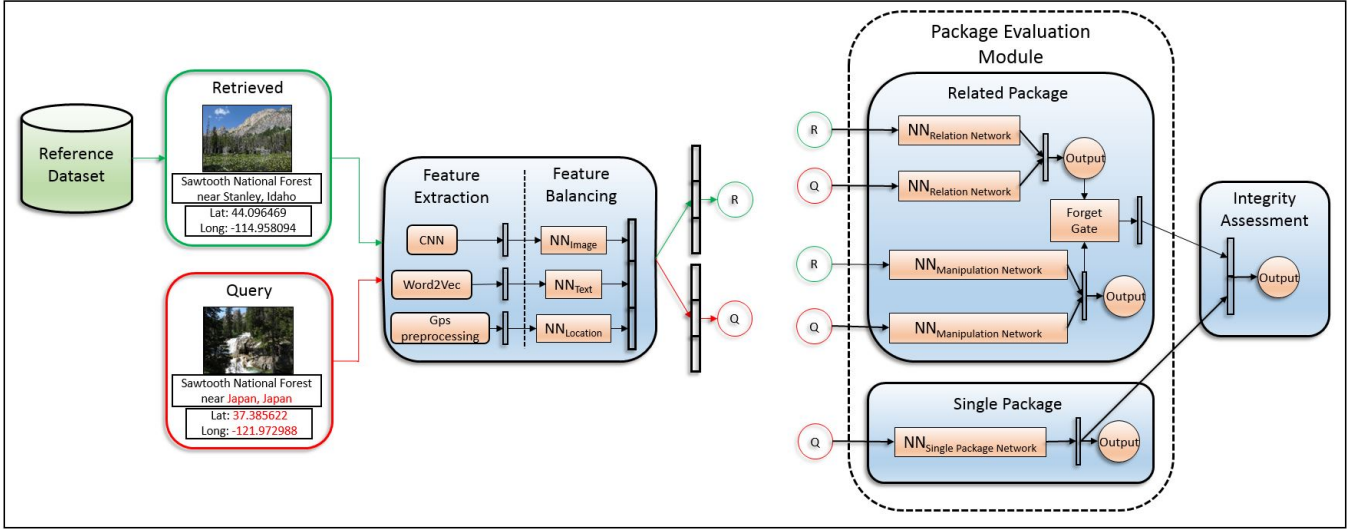 Reference
Dataset
Retrieved
Sawtooth National Forest
near Stanley, Idaho
Lat: 44.096469
Long: -114.958094
Query
Sawtooth National Forest
near Japan, Japan
Lat: 37.385622
Long: -121.972988
Feature
Extraction
Feature
Balancing
CNN
NNImage
Word2Vec
NNText
Gps
preprocessing
NNLocation
R
Q
Package Evaluation
Module
Related Package
R
NNRelation Network
Output
Q
NNRelation Network
Forget
Gate
R
NNManipulation Network
Output
Q
NNManipulation Network
Single Package
Q
NNSingle Package Network
Output
Integrity
Assessment
Output